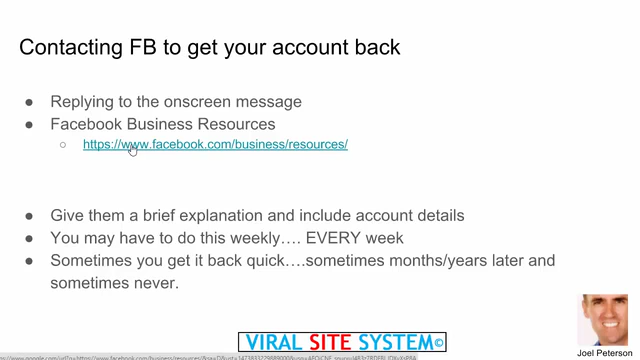 Contacting FB to get your account back
● Replying to the onscreen message
● Facebook Business Resources
○ https://www.facebook.com/business/resources/
● Give them a brief explanation and include account details
● You may have to do this weekly…. EVERY week
● Sometimes you get it back quick….sometimes months/years later and
sometimes never.
VIRAL SITE SYSTEM©
Joel Peterson